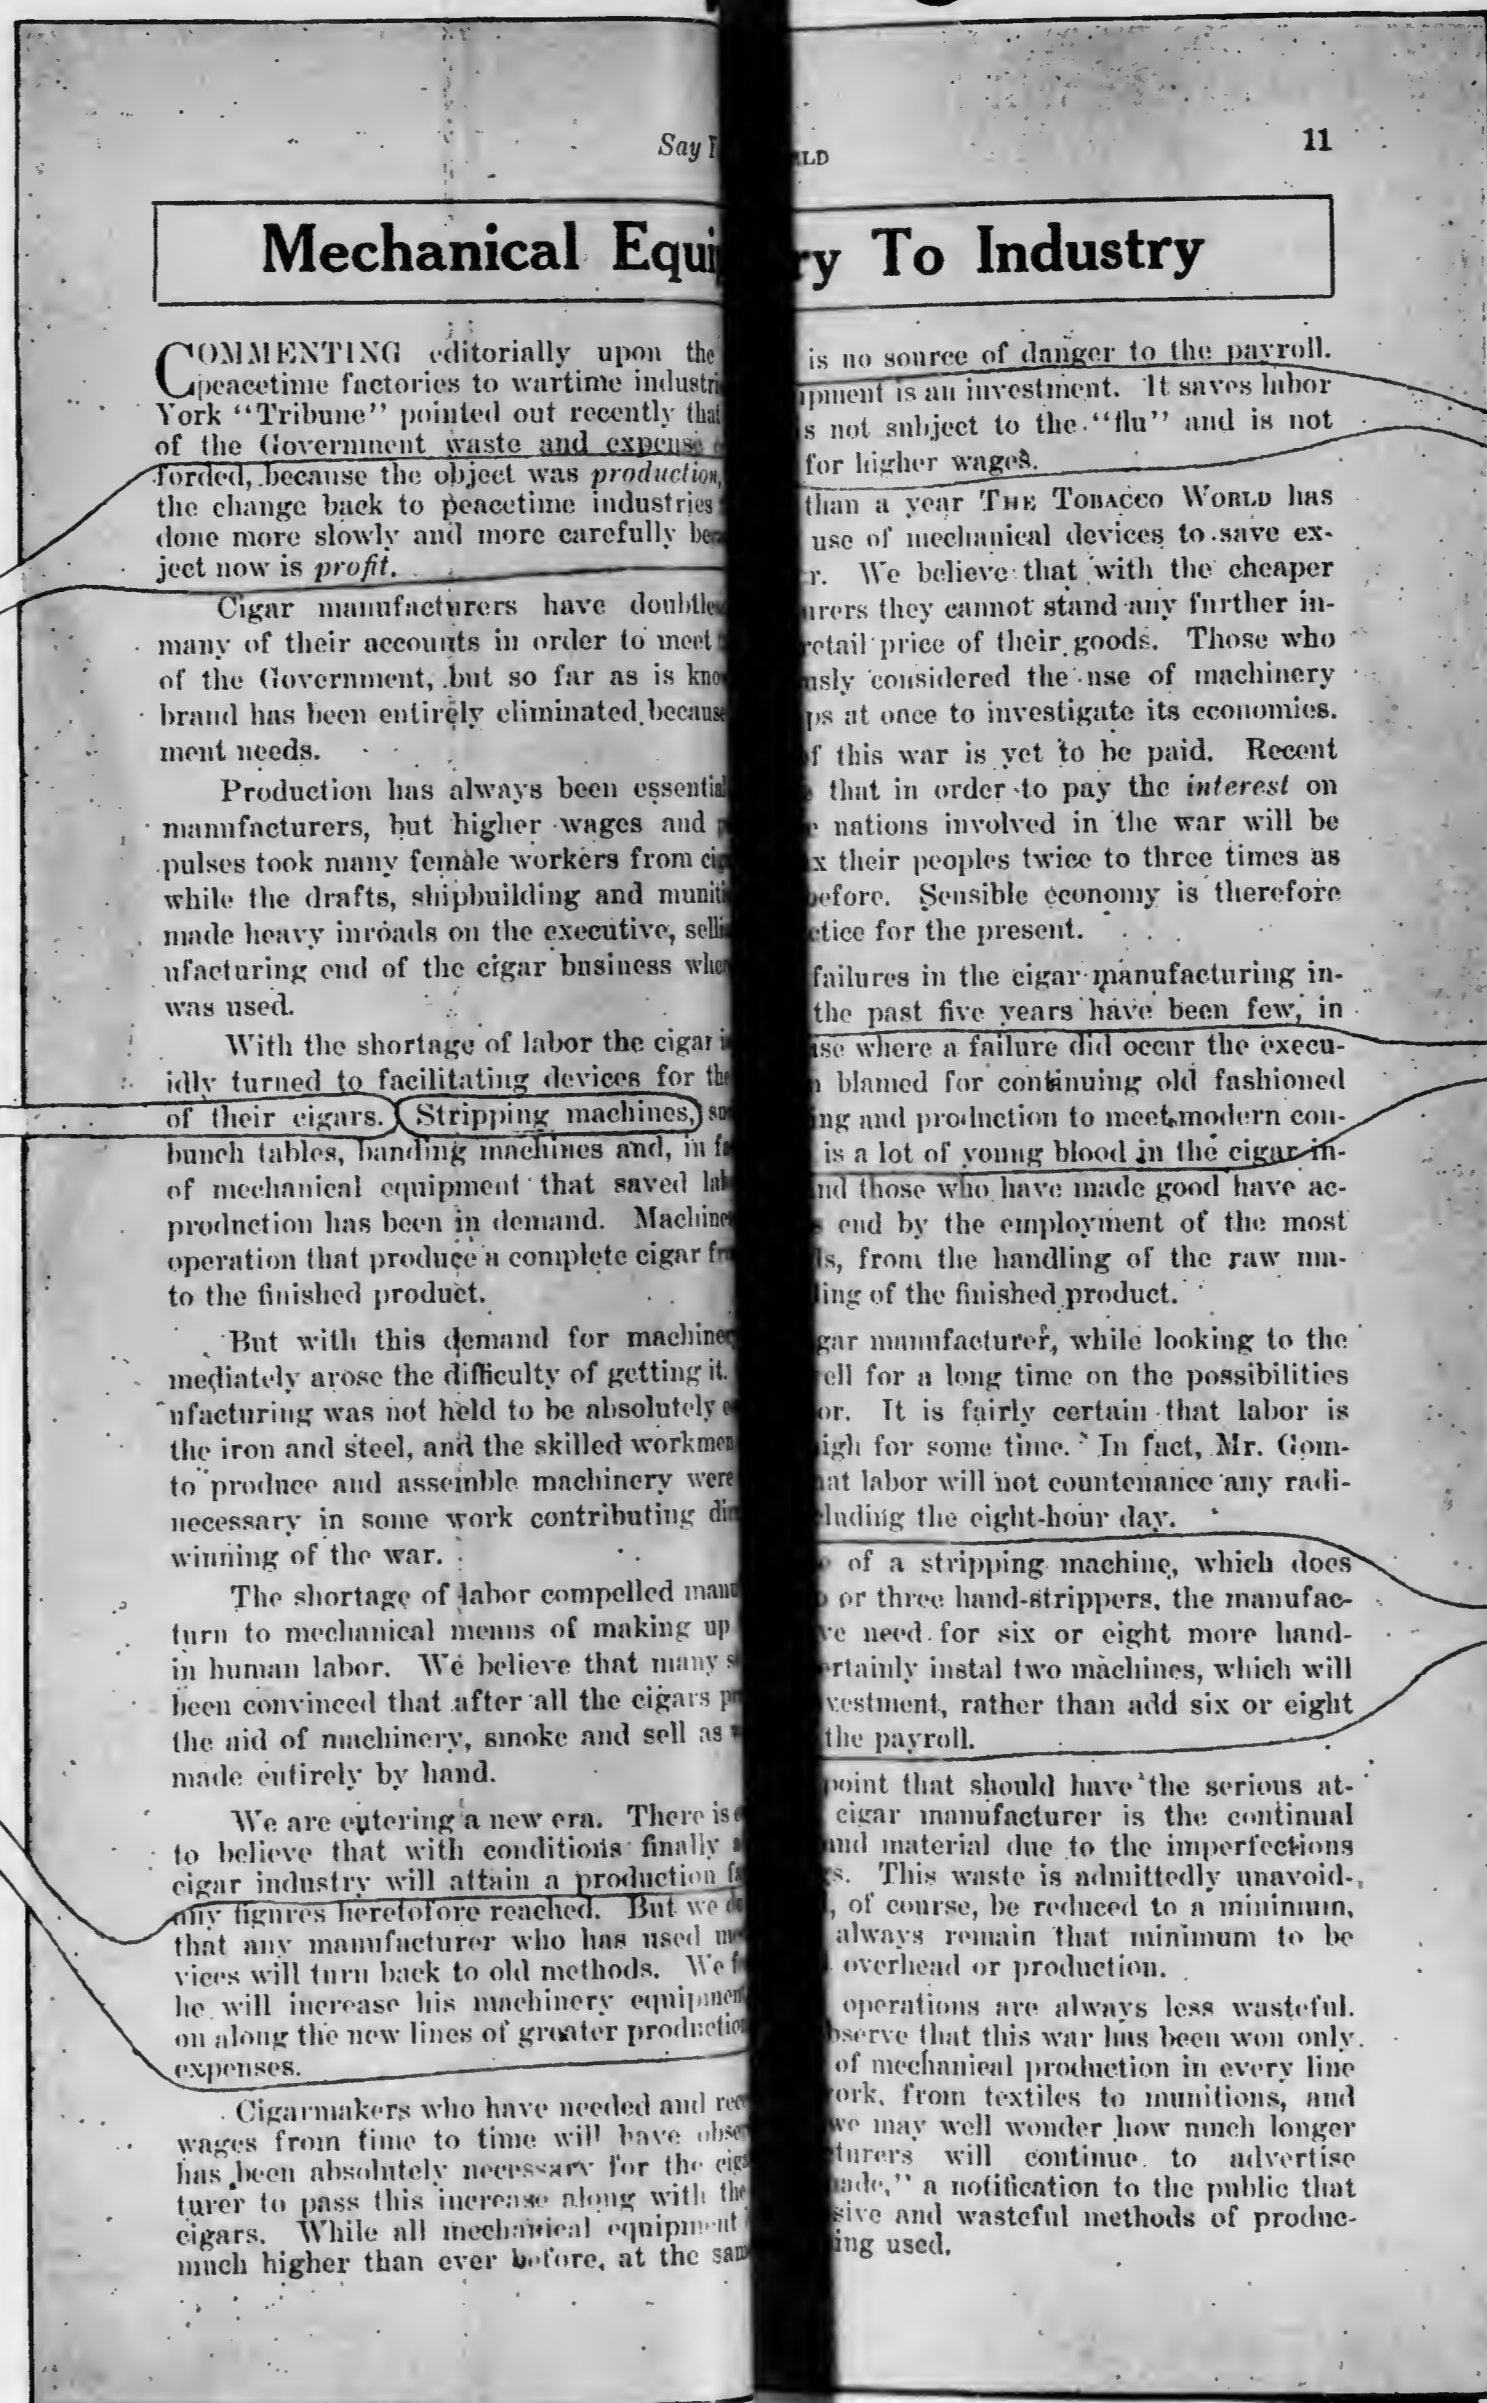 Say
11
Mechanical
To Industry
COMMENTING editorially upon the
peacetime factories to wartime
York "Tribune" pointed out recently that
of the Government waste and expense
forded, because the object was production,
the change back to peacetime industries
done more slowly and more carefully
ject now is profit.
Cigar manufacturers have
many of their accounts in order to meet
of the Government, but so far as is
brand has been entirely eliminated because
ment needs.
Production has always been essential
manufacturers, but higher wages and
pulses took many female workers from
while the drafts, shipbuilding and
made heavy inroads on the executive,
ufacturing end of the cigar business
was used.
With the shortage of labor the cigar
idly turned to facilitating devices for the
of their cigars. Stripping machines,
bunch tables, banding machines and, in
of mechanical equipment that saved
production has been in demand.
operation that produce a complete cigar
to the finished product.
But with this demand for
mediately arose the difficulty of getting it.
ufacturing was not held to be absolutely
the iron and steel, and the skilled workmen
to produce and assemble machinery were
necessary in some work contributing
winning of the war.
The shortage of labor compelled
turn to mechanical means of making up
in human labor. We believe that many
been convinced that after all the cigars
the aid of machinery, smoke and sell as
made entirely by hand.
We are entering a new era. There is
to believe that with conditions finally
cigar industry will attain a production
any figures heretofore reached. But we
that any manufacturer who has used
vices will turn back to old methods. We
he will increase his machinery
on along the new lines of greater
expenses.
Cigarmakers who have needed and
wages from time to time will have
has been absolutely necessary for the
turer to pass this increase along with the
cigars. While all mechanical equipment
much higher than ever before, at the
is no source of danger to the payroll.
ipment is an investment. It saves labor
s not subject to the "flu" and is not
for higher wages.
than a year THE TOBACCO WORLD has
use of mechanical devices to save ex-
r. We believe that with the cheaper
urers they cannot stand any further in-
retail price of their goods. Those who
usly considered the use of machinery
ps at once to investigate its economies.
f this war is yet to be paid. Recent
that in order to pay the interest on
nations involved in the war will be
x their peoples twice to three times as
before. Sensible economy is therefore
ctice for the present.
failures in the cigar manufacturing in-
the past five years have been few, in
where a failure did occur the execu-
blamed for continuing old fashioned
ing and production to meet modern con-
is a lot of young blood in the cigar in-
nd those who have made good have ac-
end by the employment of the most
ls, from the handling of the raw ma-
ling of the finished product.
gar manufacturer, while looking to the
ell for a long time on the possibilities
or. It is fairly certain that labor is
igh for some time. In fact, Mr. Gom-
at labor will not countenance any radi-
cluding the eight-hour day.
of a stripping machine, which does
or three hand-strippers, the manufac-
ve need for six or eight more hand-
ertainly instal two machines, which will
vestment, rather than add six or eight
the payroll.
point that should have the serious at-
cigar manufacturer is the continual
and material due to the imperfections
s. This waste is admittedly unavoid-
, of course, be reduced to a minimum,
always remain that minimum to be
overhead or production.
operations are always less wasteful.
bserve that this war has been won only
of mechanical production in every line
ork, from textiles to munitions, and
we may well wonder how much longer
cturers will continue to advertise
ade," a notification to the public that
sive and wasteful methods of produc-
ing used.